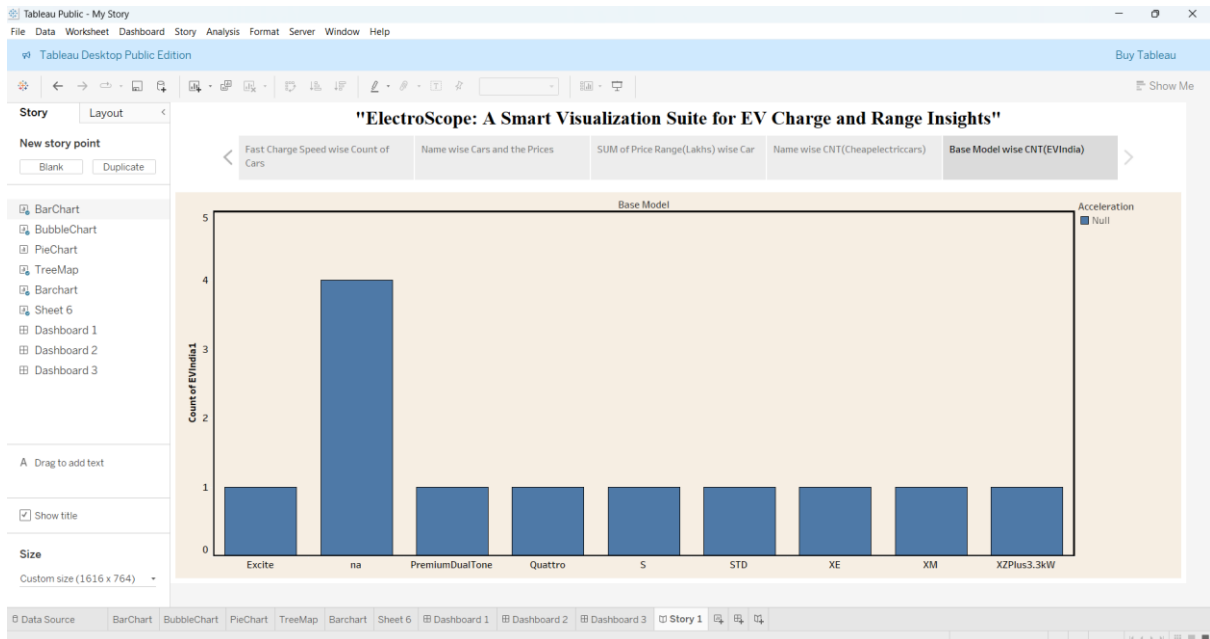 Tableau Public - My Story
File Data Worksheet Dashboard Story Analysis Format Server Window Help
Tableau Desktop Public Edition
Buy Tableau
Show Me
Story Layout
New story point
Blank Duplicate
BarChart
BubbleChart
PieChart
TreeMap
Barchart
Sheet 6
Dashboard 1
Dashboard 2
Dashboard 3
A Drag to add text
Show title
Size
Custom size (1616 x 764)
"ElectroScope: A Smart Visualization Suite for EV Charge and Range Insights"
Fast Charge Speed wise Count of
Cars
Name wise Cars and the Prices
SUM of Price Range(Lakhs) wise Car
Name wise CNT(Cheapelectriccars)
Base Model wise CNT(EVIndia)
Base Model
Acceleration
Null
Count of EVIndia1
5
4
3
2
1
0
Excite na PremiumDualTone Quattro S STD XE XM XZPlus3.3kW
Data Source BarChart BubbleChart PieChart TreeMap Barchart Sheet 6 Dashboard 1 Dashboard 2 Dashboard 3 Story 1